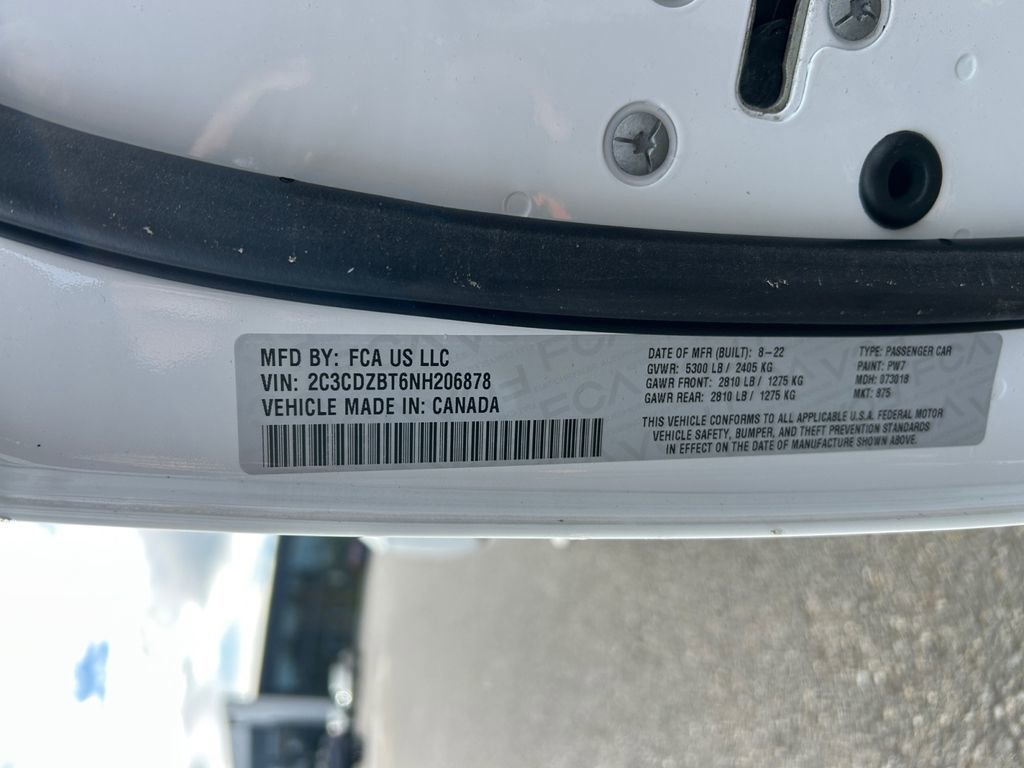 MFD BY: FCA US LLC
VIN: 2C3CDZBT6NH206878
VEHICLE MADE IN: CANADA
DATE OF MFR (BUILT): 8-22
GVWR: 5300 LB / 2405 KG
GAWR FRONT: 2810 LB / 1275 KG
GAWR REAR: 2810 LB / 1275 KG
TYPE: PASSENGER CAR
PAINT: PW7
MDH: 073018
MKT: 875
THIS VEHICLE CONFORMS TO ALL APPLICABLE U.S.A. FEDERAL MOTOR
VEHICLE SAFETY, BUMPER, AND THEFT PREVENTION STANDARDS
IN EFFECT ON THE DATE OF MANUFACTURE SHOWN ABOVE.